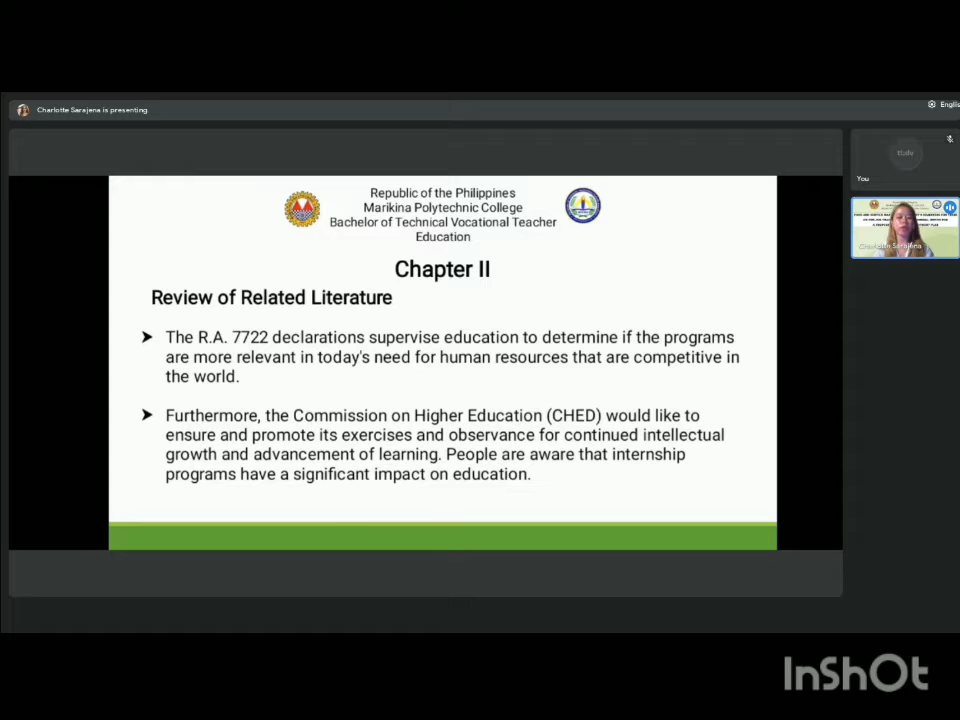 Charlotte Sarajena is presenting
Englis
You
Charlotte Sarajena
Republic of the Philippines
Marikina Polytechnic College
Bachelor of Technical Vocational Teacher
Education
Chapter II
Review of Related Literature
The R.A. 7722 declarations supervise education to determine if the programs
are more relevant in today's need for human resources that are competitive in
the world.
Furthermore, the Commission on Higher Education (CHED) would like to
ensure and promote its exercises and observance for continued intellectual
growth and advancement of learning. People are aware that internship
programs have a significant impact on education.
InShOt